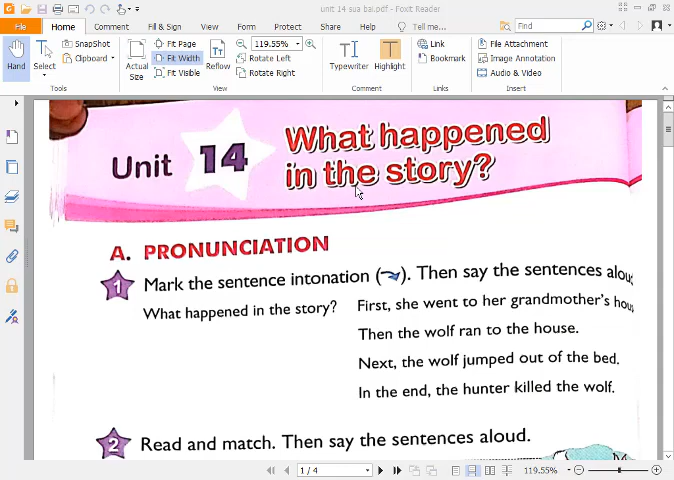 unit 14 sua bai.pdf - Foxit Reader
File Home Comment Fill & Sign View Form Protect Share Help Tell me... Find
Hand
Select
SnapShot
Clipboard
Actual Size
Fit Page
Fit Width
Fit Visible
Reflow
119.55%
Rotate Left
Rotate Right
Typewriter
Highlight
Link
Bookmark
File Attachment
Image Annotation
Audio & Video
Tools View Comment Links Insert
Unit 14 What happened
in the story?
A. PRONUNCIATION
1 Mark the sentence intonation (). Then say the sentences
What happened in the story? First, she went to her grandmother's
Then the wolf ran to the house.
Next, the wolf jumped out of the bed.
In the end, the hunter killed the wolf.
2 Read and match. Then say the sentences aloud.
1 / 4 119.55%